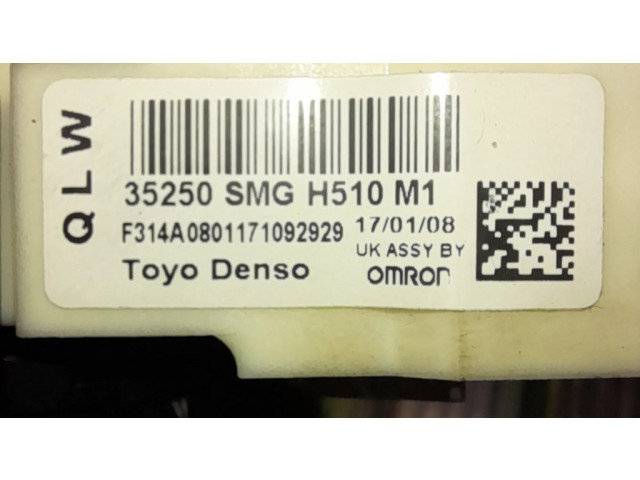 QLW
35250 SMG H510 M1
F314A0801171092929 17/01/08
UK ASSY BY
Toyo Denso OMRON